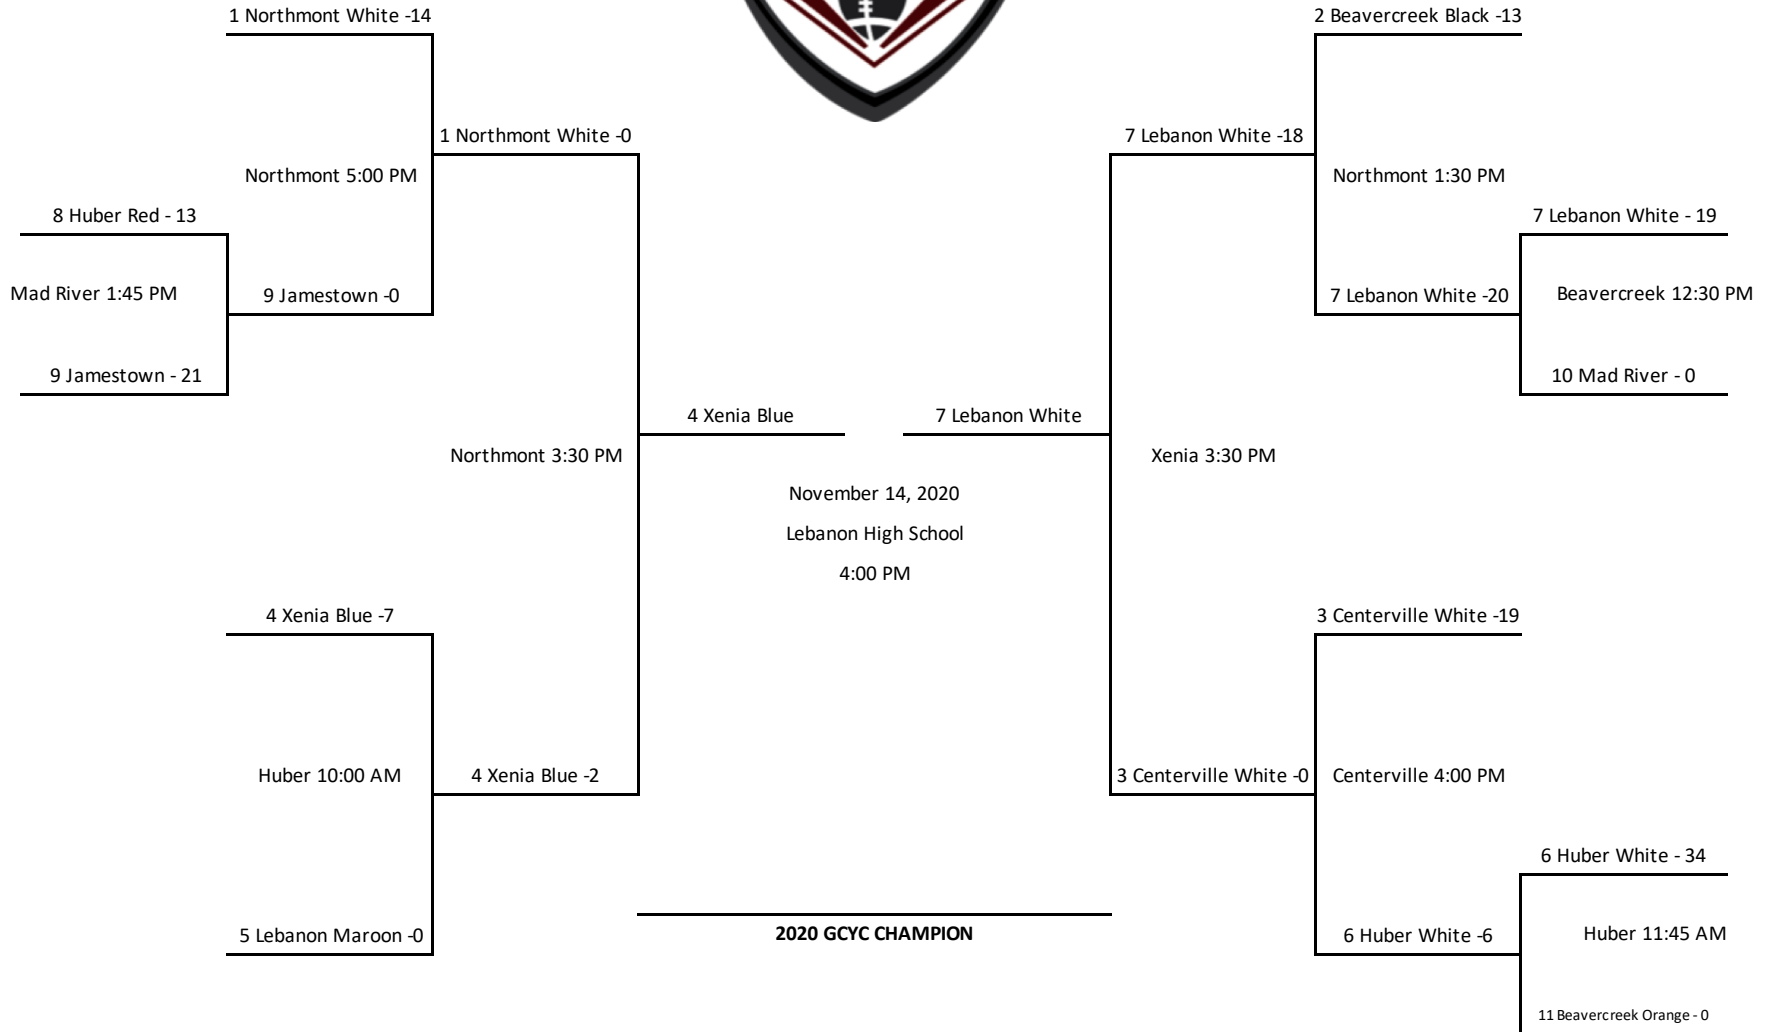 1 Northmont White -14
2 Beavercreek Black -13
1 Northmont White -0
7 Lebanon White -18
Northmont 5:00 PM
Northmont 1:30 PM
8 Huber Red - 13
7 Lebanon White - 19
Mad River 1:45 PM
9 Jamestown -0
7 Lebanon White -20
Beavercreek 12:30 PM
9 Jamestown - 21
10 Mad River - 0
4 Xenia Blue
7 Lebanon White
Northmont 3:30 PM
Xenia 3:30 PM
November 14, 2020
Lebanon High School
4:00 PM
4 Xenia Blue -7
3 Centerville White -19
Huber 10:00 AM
4 Xenia Blue -2
3 Centerville White -0
Centerville 4:00 PM
6 Huber White - 34
5 Lebanon Maroon -0
2020 GCYC CHAMPION
6 Huber White -6
Huber 11:45 AM
11 Beavercreek Orange - 0